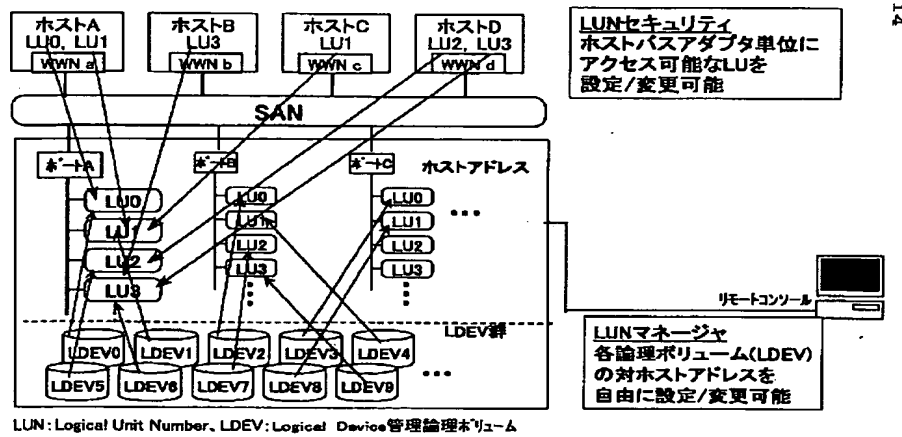 14
ホストA
LU0, LU1
WWN a
ホストB
LU3
WWN b
ホストC
LU1
WWN c
ホストD
LU2, LU3
WWN d
LUNセキュリティ
ホストバスアダプタ単位に
アクセス可能なLUを
設定/変更可能
SAN
ポートA
ポートB
ポートC
ホストアドレス
LU0
LU1
LU2
LU3
LU0
LU1
LU2
LU3
LU0
LU1
LU2
LU3
リモートコンソール
LDEV群
LDEV0
LDEV1
LDEV2
LDEV3
LDEV4
LDEV5
LDEV6
LDEV7
LDEV8
LDEV9
LUNマネージャ
各論理ボリューム(LDEV)
の対ホストアドレスを
自由に設定/変更可能
LUN:Logical Unit Number、LDEV:Logical Device管理論理ボリューム